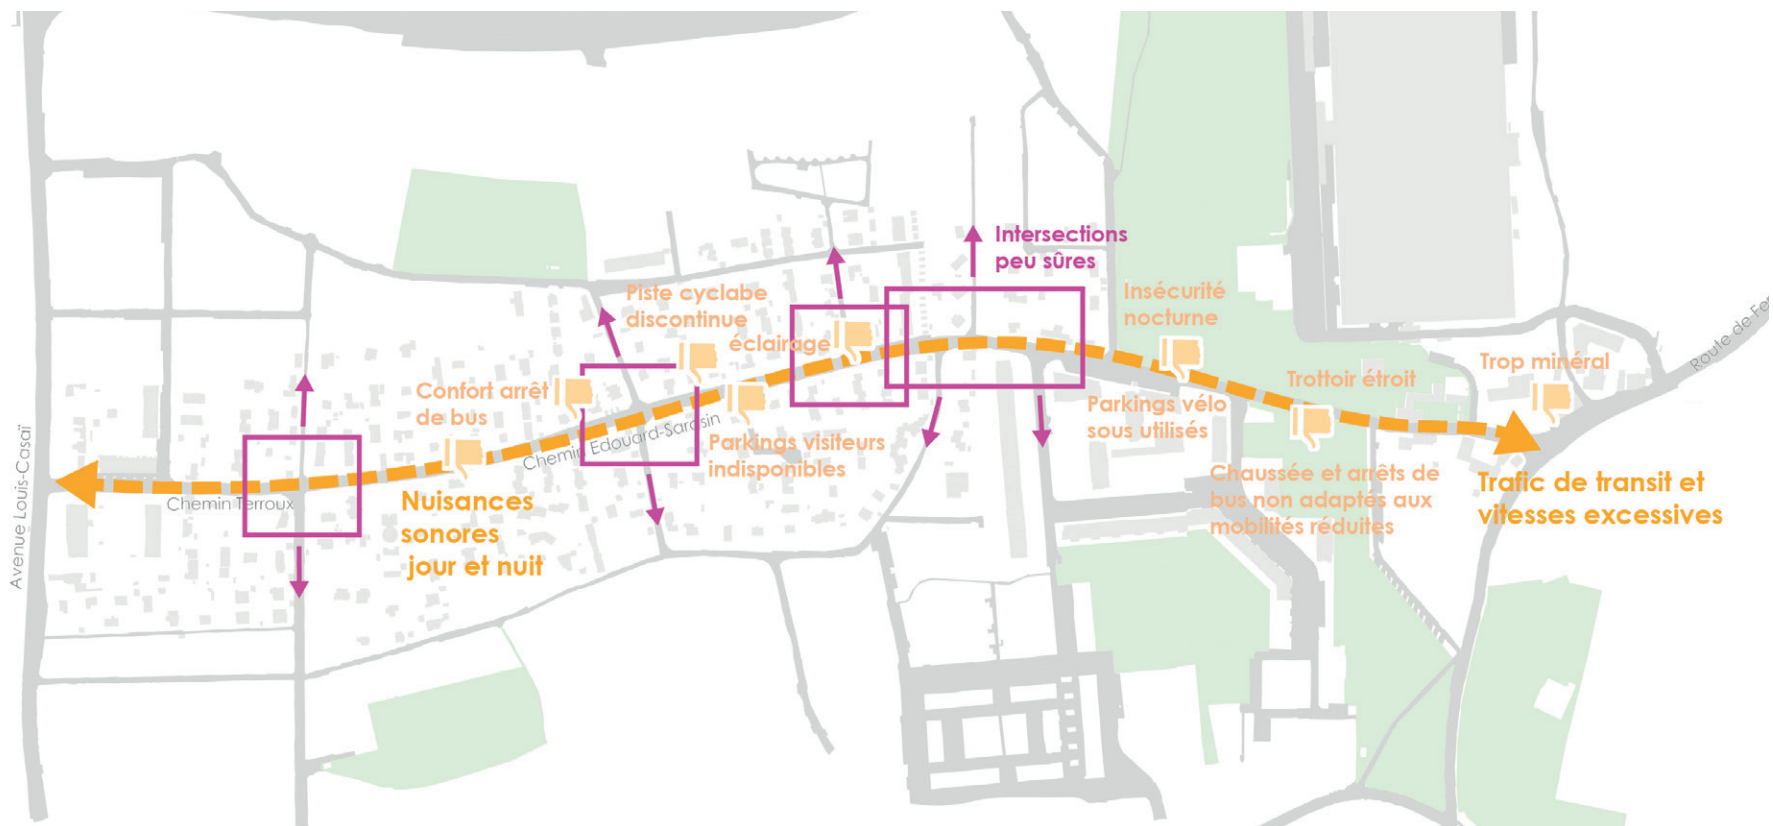 Intersections
peu sûres
Piste cyclabe
discontinue
éclairage
Insécurité
nocturne
Confort arrêt
de bus
Trottoir étroit
Trop minéral
Route de Fer
Parkings vélo
sous utilisés
Parkings visiteurs
indisponibles
Chemin Edouard-Sarasin
Chemin Terroux
Avenue Louis-Casaï
Nuisances
sonores
jour et nuit
Chaussée et arrêts de
bus non adaptés aux
mobilités réduites
Trafic de transit et
vitesses excessives